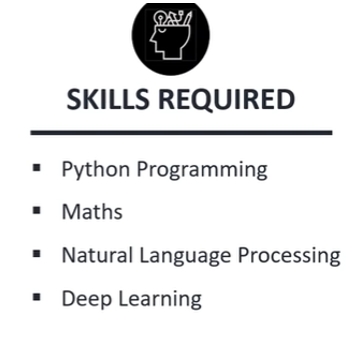 SKILLS REQUIRED
▪ Python Programming
▪ Maths
▪ Natural Language Processing
▪ Deep Learning